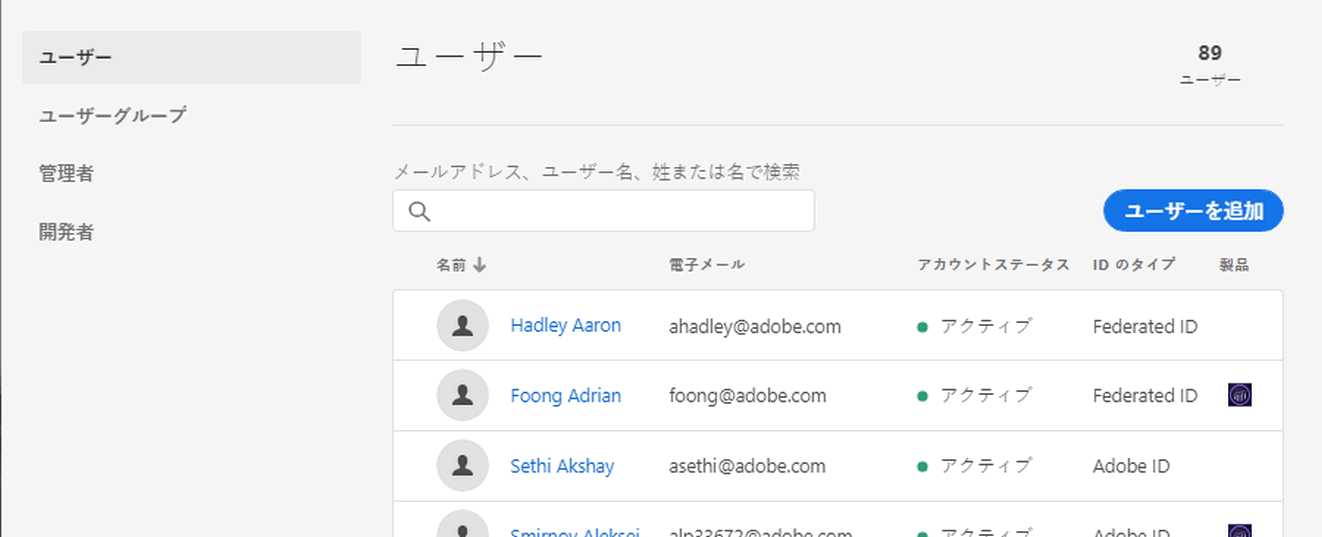 ユーザー
ユーザーグループ
管理者
開発者
ユーザー
89
ユーザー
メールアドレス、ユーザー名、姓または名で検索
ユーザーを追加
名前 電子メール アカウントステータス ID のタイプ 製品
Hadley Aaron ahadley@adobe.com アクティブ Federated ID
Foong Adrian foong@adobe.com アクティブ Federated ID
Sethi Akshay asethi@adobe.com アクティブ Adobe ID
Smirnov Aleksei alp33672@adobe.com アクティブ Adobe ID